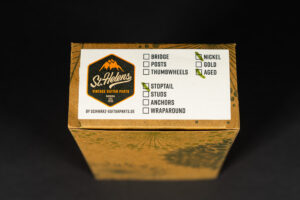 St. Helens
VINTAGE GUITAR PARTS
BY SCHWARZ-GUITARPARTS.DE
BRIDGE
POSTS
THUMBWHEELS
STOPTAIL
STUDS
ANCHORS
WRAPAROUND
NICKEL
GOLD
AGED